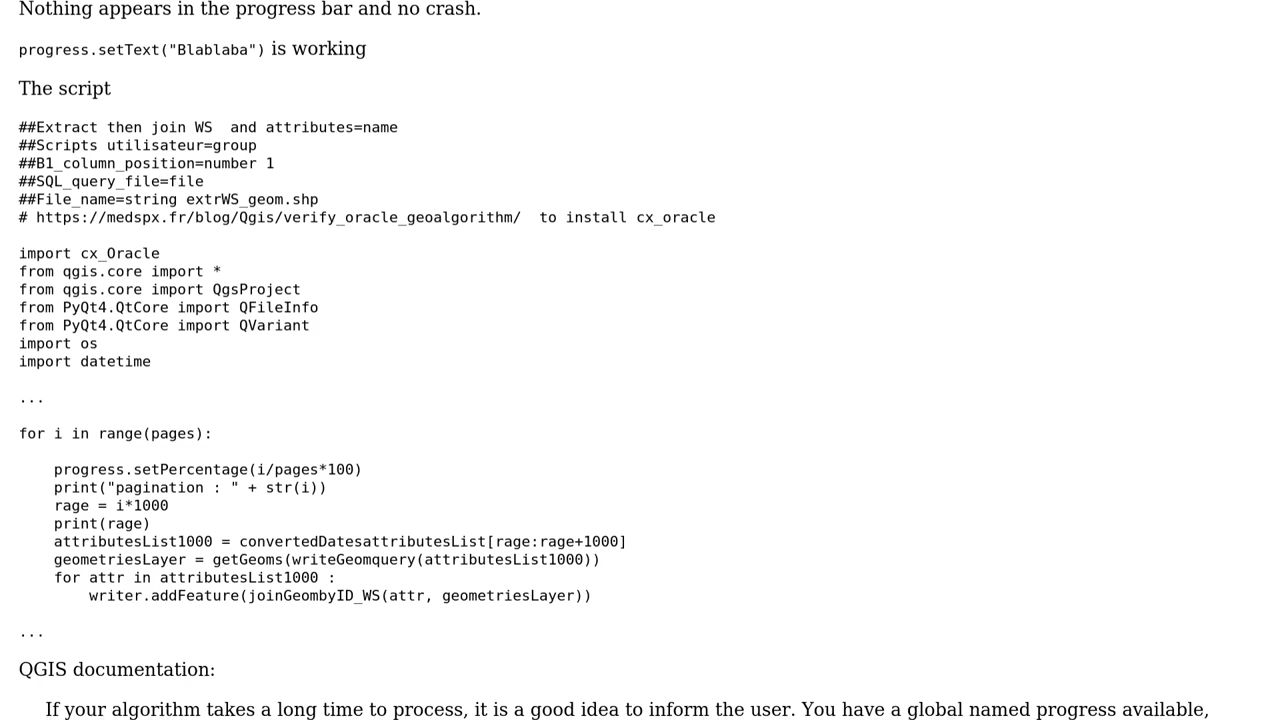 Nothing appears in the progress bar and no crash.
progress.setText("Blablaba") is working
The script
##Extract then join WS  and attributes=name
##Scripts utilisateur=group
##B1_column_position=number 1
##SQL_query_file=file
##File_name=string extrWS_geom.shp
# https://medspx.fr/blog/Qgis/verify_oracle_geoalgorithm/  to install cx_oracle
import cx_Oracle
from qgis.core import *
from qgis.core import QgsProject
from PyQt4.QtCore import QFileInfo
from PyQt4.QtCore import QVariant
import os
import datetime
...
for i in range(pages):
    progress.setPercentage(i/pages*100)
    print("pagination : " + str(i))
    rage = i*1000
    print(rage)
    attributesList1000 = convertedDatesattributesList[rage:rage+1000]
    geometriesLayer = getGeoms(writeGeomquery(attributesList1000))
    for attr in attributesList1000 :
        writer.addFeature(joinGeombyID_WS(attr, geometriesLayer))
...
QGIS documentation:
If your algorithm takes a long time to process, it is a good idea to inform the user. You have a global named progress available,